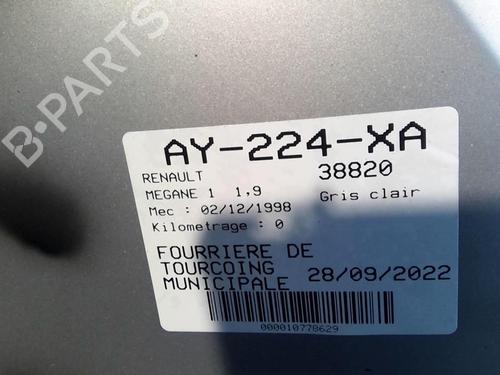 B-PARTS
AY-224-XA
RENAULT 38820
MEGANE 1 1,9 Gris clair
Mec : 02/12/1998
Kilometrage : 0
FOURRIERE DE
TOURCOING
MUNICIPALE 28/09/2022
000010778629